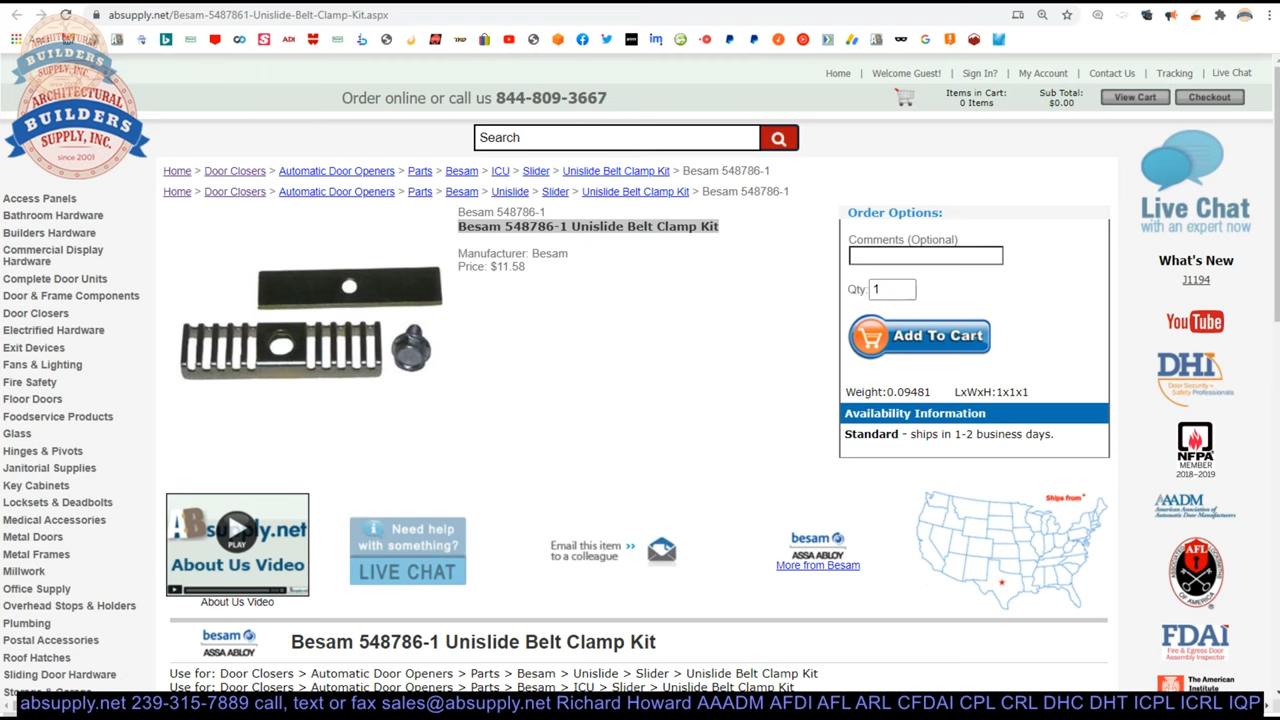 absupply.net/Besam-5487861-Unislide-Belt-Clamp-Kit.aspx
ARCHITECTURAL
BUILDERS
SUPPLY, INC.
ARCHITECTURAL
BUILDERS
SUPPLY, INC.
since 2001
Home | Welcome Guest! | Sign In? | My Account | Contact Us | Tracking | Live Chat
Order online or call us 844-809-3667
Items in Cart:
0 Items
Sub Total:
$0.00
View Cart
Checkout
Search
Home > Door Closers > Automatic Door Openers > Parts > Besam > ICU > Slider > Unislide Belt Clamp Kit > Besam 548786-1
Home > Door Closers > Automatic Door Openers > Parts > Besam > Unislide > Slider > Unislide Belt Clamp Kit > Besam 548786-1
Access Panels
Bathroom Hardware
Builders Hardware
Commercial Display
Hardware
Complete Door Units
Door & Frame Components
Door Closers
Electrified Hardware
Exit Devices
Fans & Lighting
Fire Safety
Floor Doors
Foodservice Products
Glass
Hinges & Pivots
Janitorial Supplies
Key Cabinets
Locksets & Deadbolts
Medical Accessories
Metal Doors
Metal Frames
Millwork
Office Supply
Overhead Stops & Holders
Plumbing
Postal Accessories
Roof Hatches
Sliding Door Hardware
Besam 548786-1
Besam 548786-1 Unislide Belt Clamp Kit
Manufacturer: Besam
Price: $11.58
Order Options:
Comments (Optional)
Qty: 1
Add To Cart
Weight:0.09481 LxWxH:1x1x1
Availability Information
Standard - ships in 1-2 business days.
Live Chat
with an expert now
What's New
J1194
YouTube
DHI
Door Security +
Safety Professionals
NFPA
MEMBER
2018-2019
AAADM
American Association of
Automatic Door Manufacturers
AFL
FDAI
Fire & Egress Door
Assembly Inspector
The American
Institute
ABsupply.net
PLAY
About Us Video
About Us Video
Need help
with something?
LIVE CHAT
Email this item >>
to a colleague
besam
ASSA ABLOY
More from Besam
Ships from*
besam
ASSA ABLOY
Besam 548786-1 Unislide Belt Clamp Kit
Use for: Door Closers > Automatic Door Openers > Parts > Besam > Unislide > Slider > Unislide Belt Clamp Kit
Use for: Door Closers > Automatic Door Openers > Parts > Besam > ICU > Slider > Unislide Belt Clamp Kit
absupply.net 239-315-7889 call, text or fax sales@absupply.net Richard Howard AAADM AFDI AFL ARL CFDAI CPL CRL DHC DHT ICPL ICRL IQP